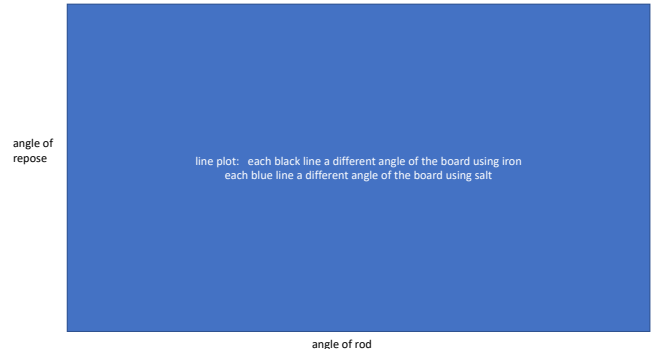 angle of
repose
line plot:   each black line a different angle of the board using iron
each blue line a different angle of the board using salt
angle of rod